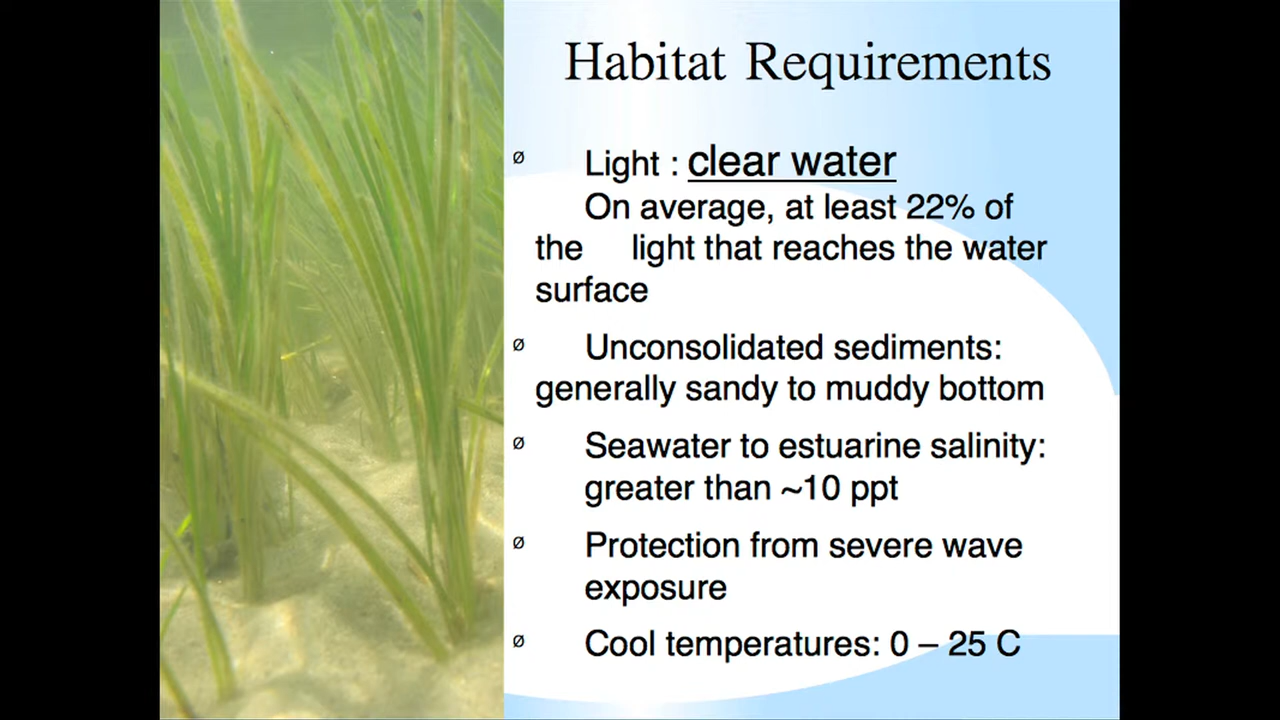 Habitat Requirements
Ø Light : clear water
On average, at least 22% of
the light that reaches the water
surface
Ø Unconsolidated sediments:
generally sandy to muddy bottom
Ø Seawater to estuarine salinity:
greater than ~10 ppt
Ø Protection from severe wave
exposure
Ø Cool temperatures: 0 – 25 C